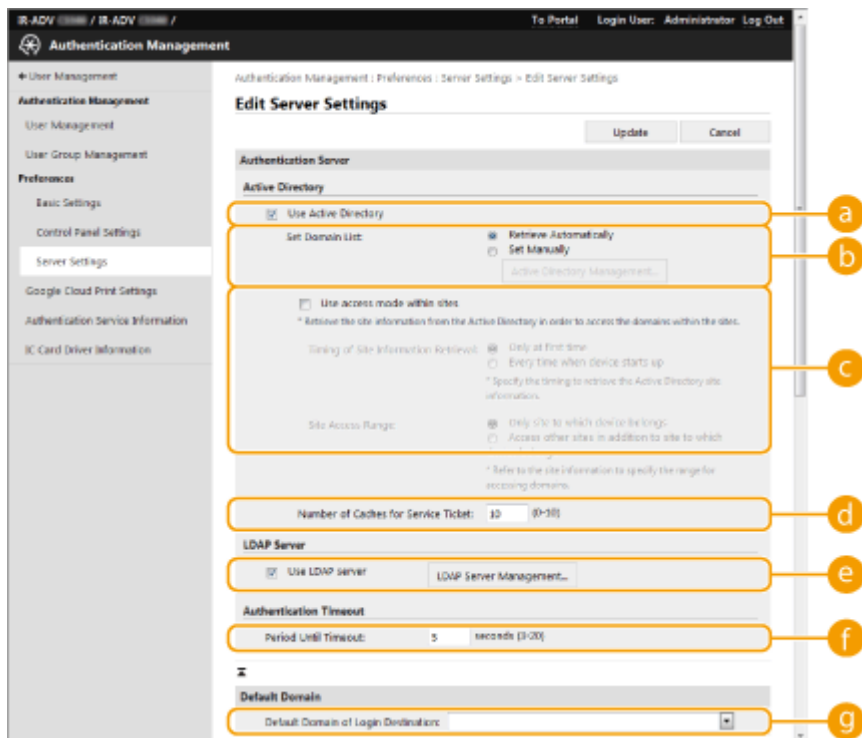 iR-ADV / iR-ADV /
To Portal Login User: Administrator Log Out
Authentication Management
User Management
Authentication Management
User Management
User Group Management
Preferences
Basic Settings
Control Panel Settings
Server Settings
Google Cloud Print Settings
Authentication Service Information
IC Card Driver Information
Authentication Management : Preferences : Server Settings > Edit Server Settings
Edit Server Settings
Update Cancel
Authentication Server
Active Directory
Use Active Directory
a
Set Domain List: Retrieve Automatically
Set Manually
Active Directory Management...
b
Use access mode within sites
* Retrieve the site information from the Active Directory in order to access the domains within the sites.
Timing of Site Information Retrieval: Only at first time
Every time when device starts up
* Specify the timing to retrieve the Active Directory site
information.
Site Access Range: Only site to which device belongs
Access other sites in addition to site to which
c
* Refer to the site information to specify the range for
accessing domains.
Number of Caches for Service Ticket: 10 (0-10)
d
LDAP Server
Use LDAP server LDAP Server Management...
e
Authentication Timeout
Period Until Timeout: 5 seconds (3-20)
f
Default Domain
Default Domain of Login Destination:
g